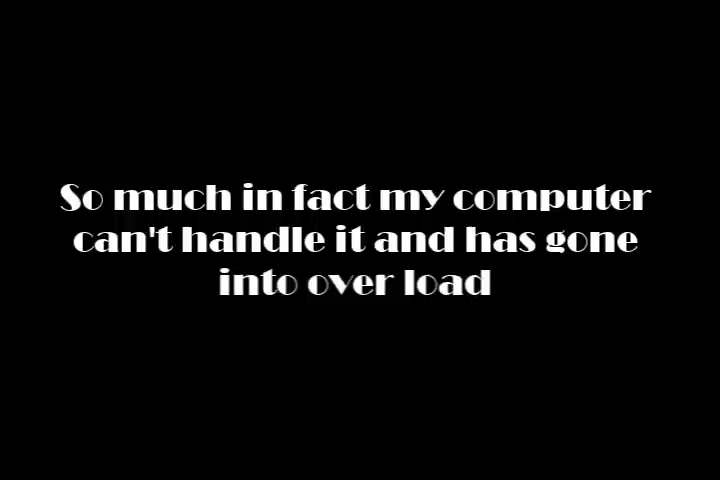 So much in fact my computer
can't handle it and has gone
into over load